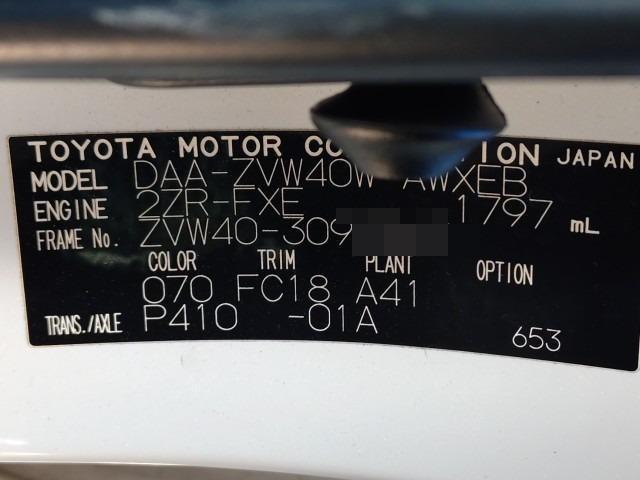 TOYOTA MOTOR CO TION JAPAN
MODEL DAA-ZVW40W-AWXEB
ENGINE 2ZR-FXE 1797 mL
FRAME No. ZVW40-309
COLOR TRIM PLANT OPTION
070 FC18 A41
TRANS./AXLE P410 -01A
653